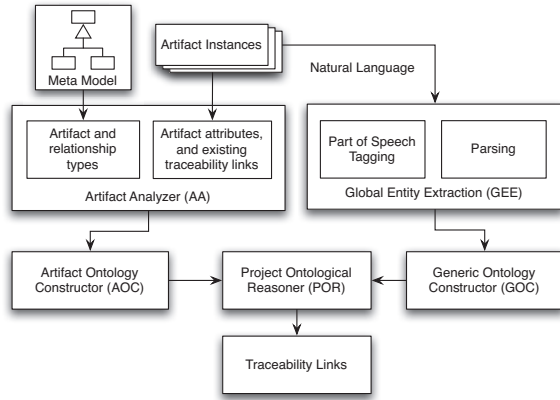 Meta Model
Artifact Instances
Natural Language
Artifact and
relationship
types
Artifact attributes,
and existing
traceability links
Artifact Analyzer (AA)
Part of Speech
Tagging
Parsing
Global Entity Extraction (GEE)
Artifact Ontology
Constructor (AOC)
Project Ontological
Reasoner (POR)
Generic Ontology
Constructor (GOC)
Traceability Links